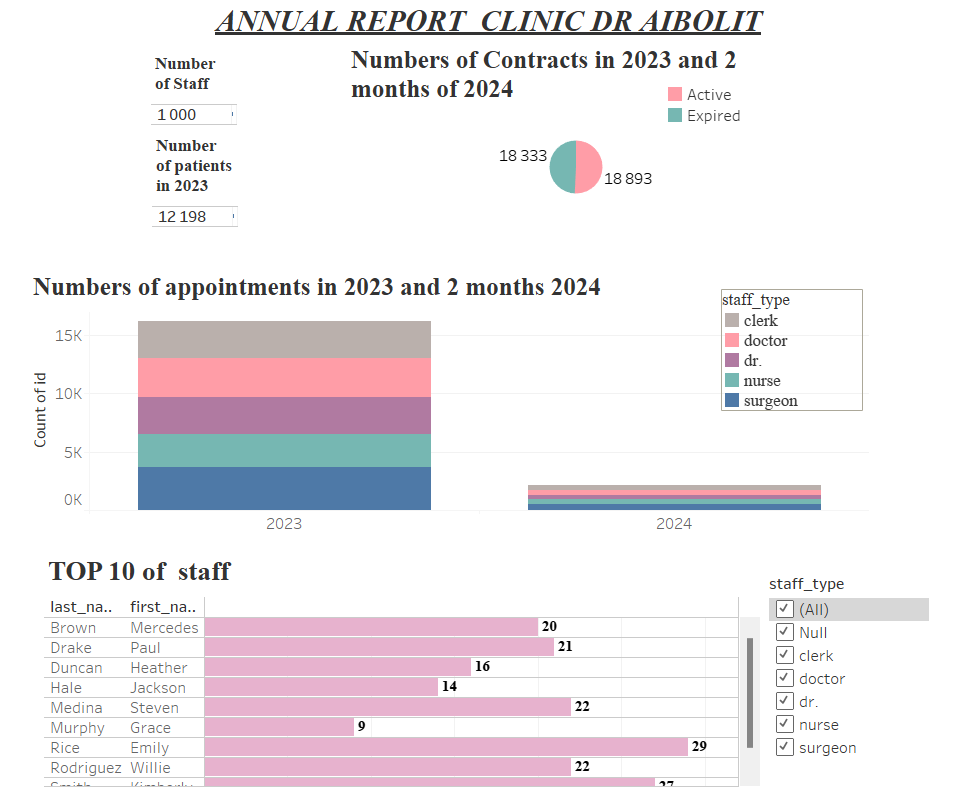 ANNUAL REPORT CLINIC DR AIBOLIT
Number
of Staff
1 000
Number
of patients
in 2023
12 198
Numbers of Contracts in 2023 and 2
months of 2024
Active
Expired
18 333
18 893
Numbers of appointments in 2023 and 2 months 2024
staff_type
clerk
doctor
dr.
nurse
surgeon
Count of id
15K
10K
5K
0K
2023
2024
TOP 10 of staff
last_na.. first_na..
Brown Mercedes 20
Drake Paul 21
Duncan Heather 16
Hale Jackson 14
Medina Steven 22
Murphy Grace 9
Rice Emily 29
Rodriguez Willie 22
Smith Kimberly 27
staff_type
(All)
Null
clerk
doctor
dr.
nurse
surgeon